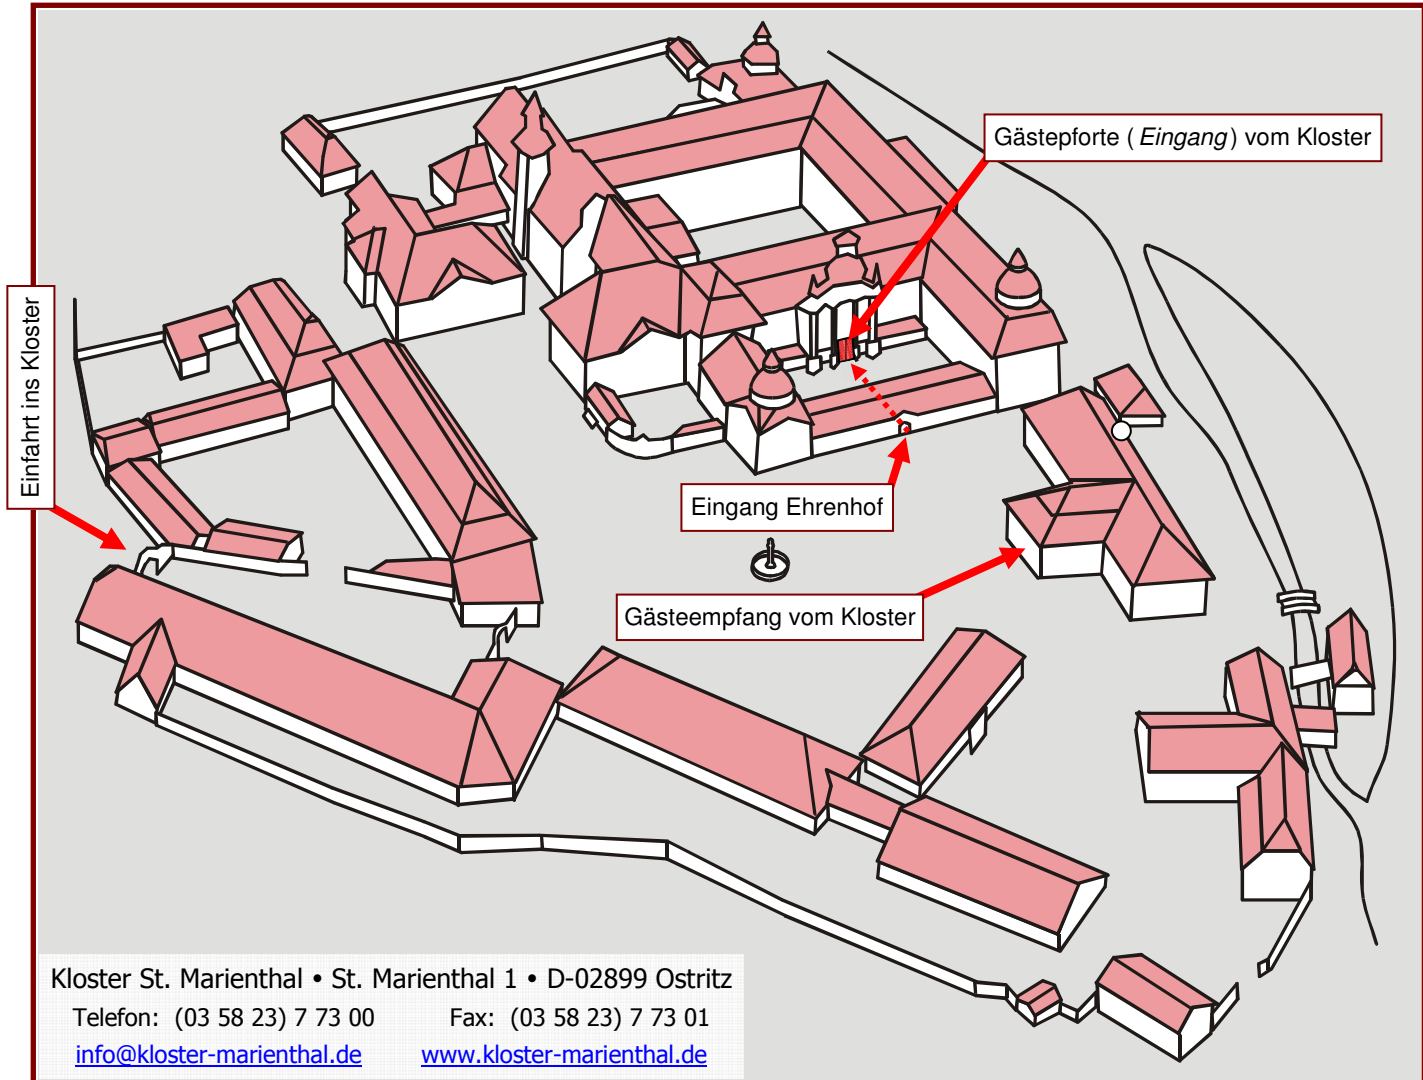 Gästepforte ( Eingang ) vom Kloster
Einfahrt ins Kloster
Eingang Ehrenhof
Gästeempfang vom Kloster
Kloster St. Marienthal • St. Marienthal 1 • D-02899 Ostritz
Telefon: (03 58 23) 7 73 00 Fax: (03 58 23) 7 73 01
info@kloster-marienthal.de www.kloster-marienthal.de